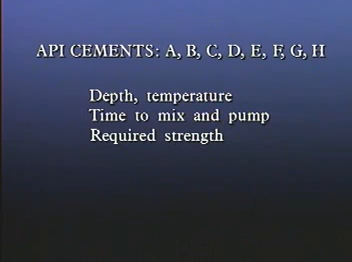 API CEMENTS: A, B, C, D, E, F, G, H
Depth, temperature
Time to mix and pump
Required strength